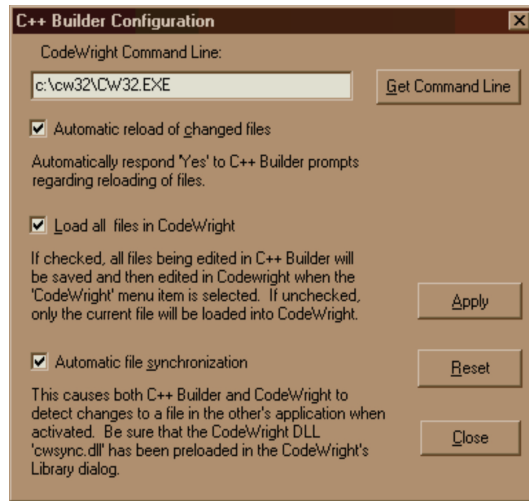 C++ Builder Configuration
CodeWright Command Line:
c:\cw32\CW32.EXE
Get Command Line
Automatic reload of changed files
Automatically respond 'Yes' to C++ Builder prompts
regarding reloading of files.
Load all files in CodeWright
If checked, all files being edited in C++ Builder will
be saved and then edited in Codewright when the
'CodeWright' menu item is selected. If unchecked,
only the current file will be loaded into CodeWright.
Apply
Automatic file synchronization
Reset
This causes both C++ Builder and CodeWright to
detect changes to a file in the other's application when
activated. Be sure that the CodeWright DLL
'cwsync.dll' has been preloaded in the CodeWright's
Library dialog.
Close